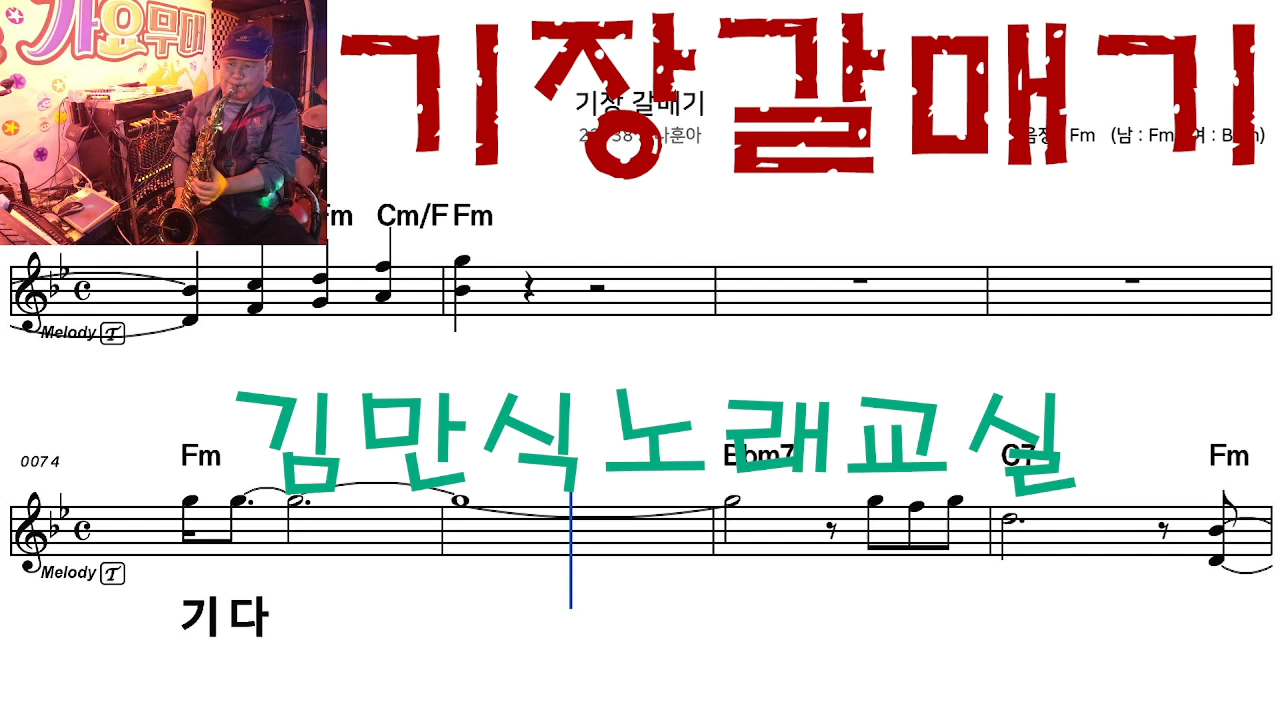 가요무대
기장갈매기
기장 갈매기
나훈아
Fm (남 : Fm
Fm Cm/F Fm
Melody T
김만식노래교실
0074
Fm Bbm7 C7 Fm
Melody T
기다